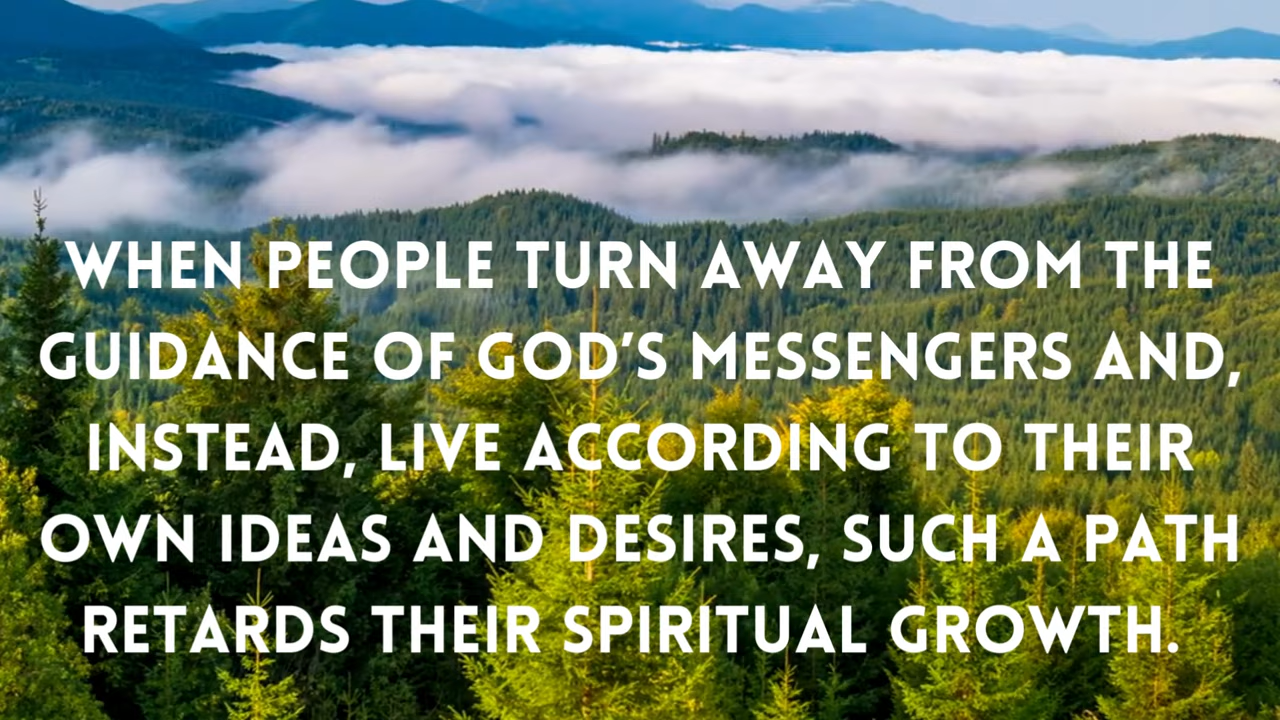 WHEN PEOPLE TURN AWAY FROM THE
GUIDANCE OF GOD'S MESSENGERS AND,
INSTEAD, LIVE ACCORDING TO THEIR
OWN IDEAS AND DESIRES, SUCH A PATH
RETARDS THEIR SPIRITUAL GROWTH.